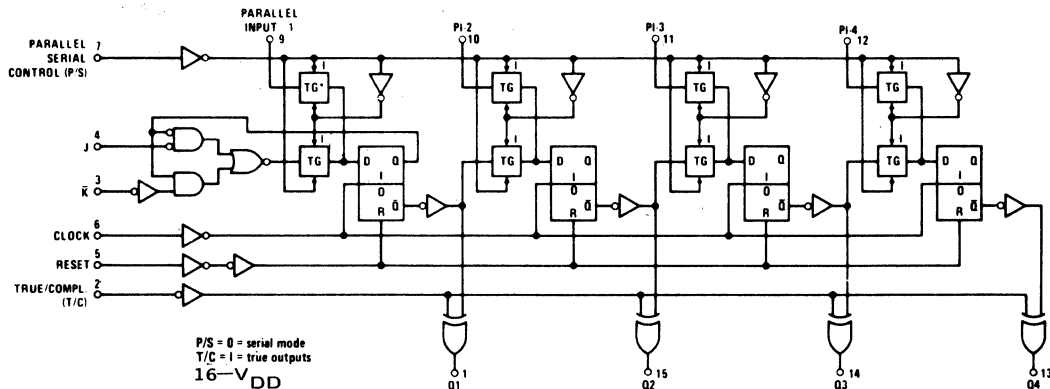 PARALLEL
INPUT 1
9
PI-2
10
PI-3
11
PI-4
12
PARALLEL
SERIAL
CONTROL (P/S)
7
I
I
I
I
TG*
TG
TG
TG
4
J
I
I
I
I
TG
TG
TG
TG
D Q
D Q
D Q
D Q
I
I
I
3
K̅
O
O
O
R Q̅
R Q̅
R Q̅
R Q̅
6
CLOCK
5
RESET
TRUE/COMPL. 2
(T/C)
P/S = 0 = serial mode
T/C = I = true outputs
16—VDD
1
Q1
15
Q2
14
Q3
13
Q4